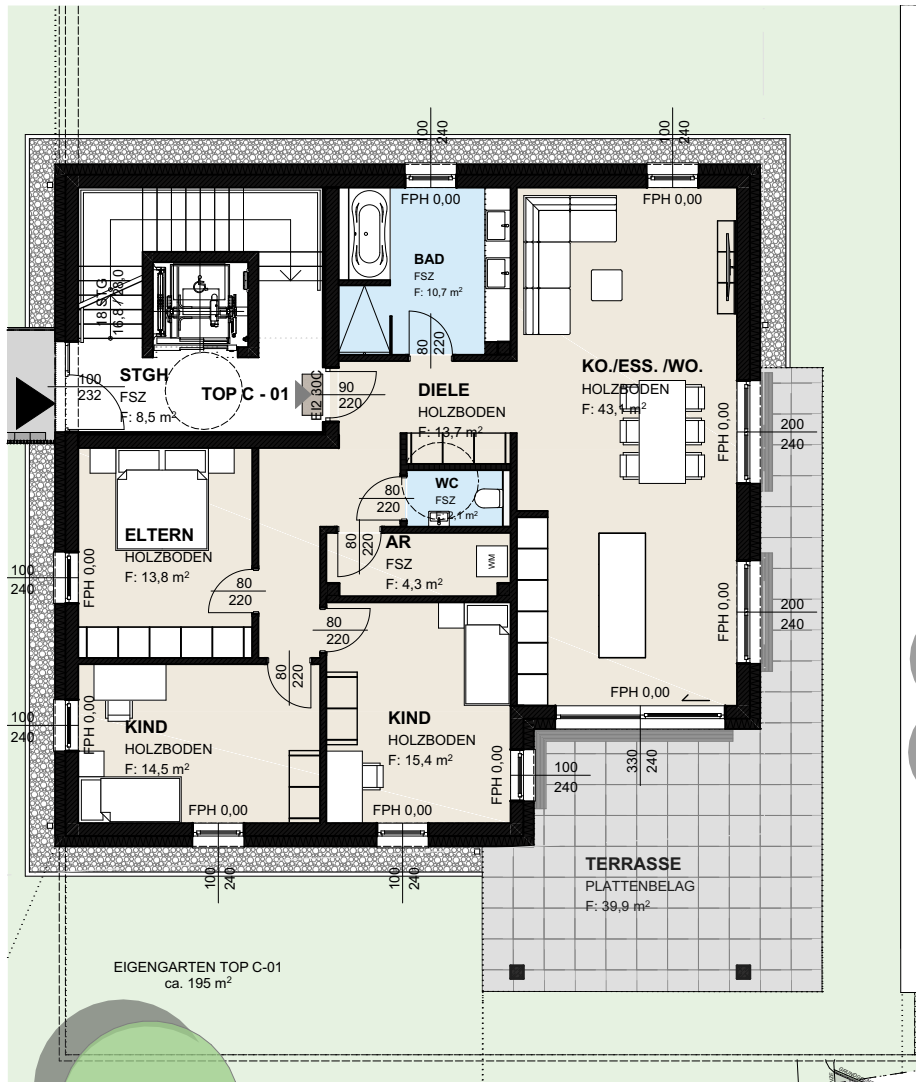 100
240
100
240
FPH 0,00
FPH 0,00
BAD
FSZ
F: 10,7 m²
80
220
18 STG
16,8 / 28,0
100
232
STGH
FSZ
F: 8,5 m²
TOP C - 01
EI2 30C
90
220
DIELE
HOLZBODEN
F: 13,7 m²
KO./ESS. /WO.
HOLZBODEN
F: 43,1 m²
FPH 0,00
200
240
WC
FSZ
80
220
ELTERN
HOLZBODEN
F: 13,8 m²
FPH 0,00
100
240
80
220
80
220
AR
FSZ
F: 4,3 m²
WM
FPH 0,00
200
240
80
220
80
220
FPH 0,00
330
240
KIND
HOLZBODEN
F: 14,5 m²
FPH 0,00
100
240
FPH 0,00
100
240
KIND
HOLZBODEN
F: 15,4 m²
FPH 0,00
100
240
FPH 0,00
100
240
TERRASSE
PLATTENBELAG
F: 39,9 m²
EIGENGARTEN TOP C-01
ca. 195 m²